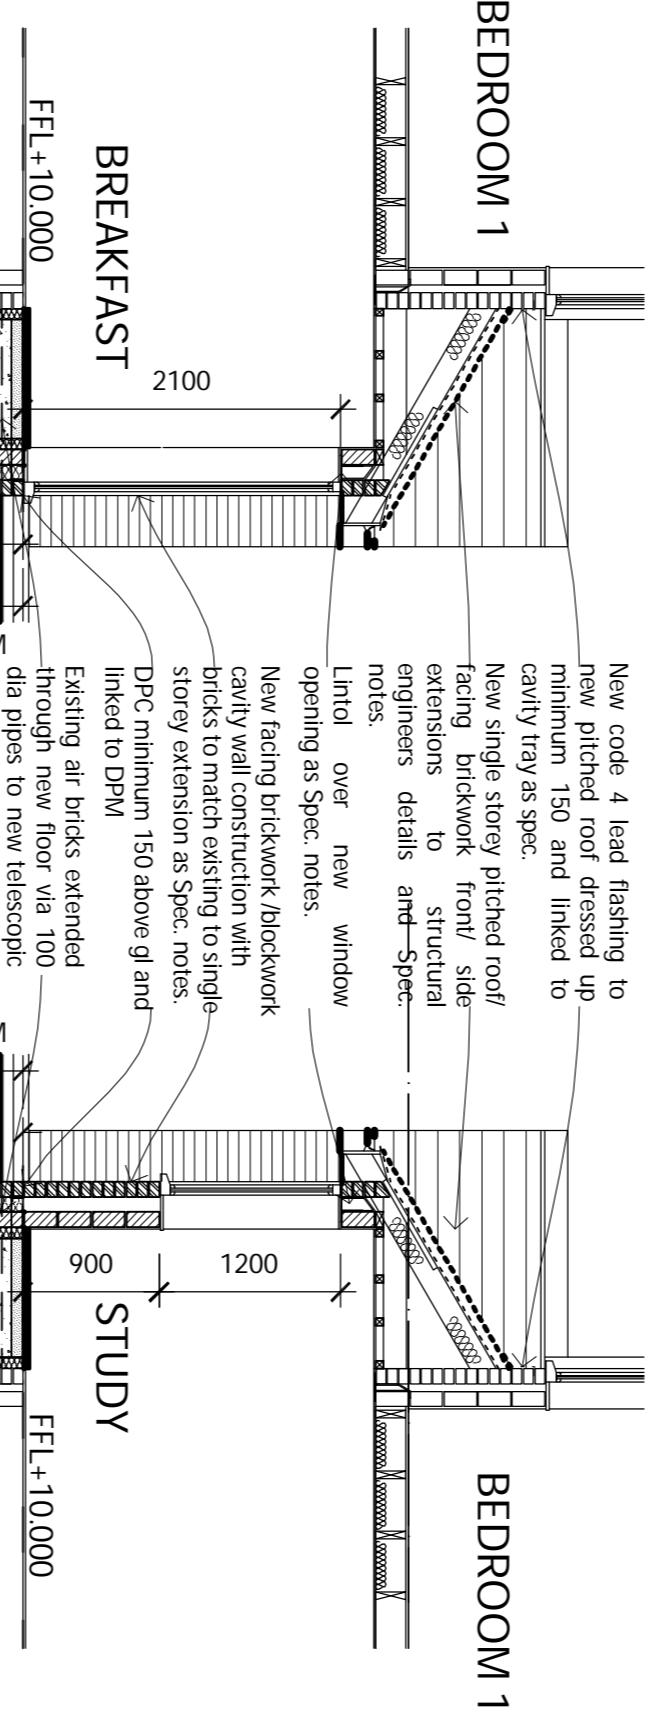 BEDROOM 1
BEDROOM 1
New code 4 lead flashing to
new pitched roof dressed up
minimum 150 and linked to
cavity tray as spec.
New single storey pitched roof/
facing brickwork front/ side
extensions to structural
engineers details and Spec.
notes.
Lintol over new window
opening as Spec. notes.
New facing brickwork /blockwork
cavity wall construction with
bricks to match existing to single
storey extension as Spec. notes.
DPC minimum 150 above gl and
linked to DPM
Existing air bricks extended
through new floor via 100
dia pipes to new telescopic
2100
900
1200
BREAKFAST
STUDY
FFL+10.000
FFL+10.000